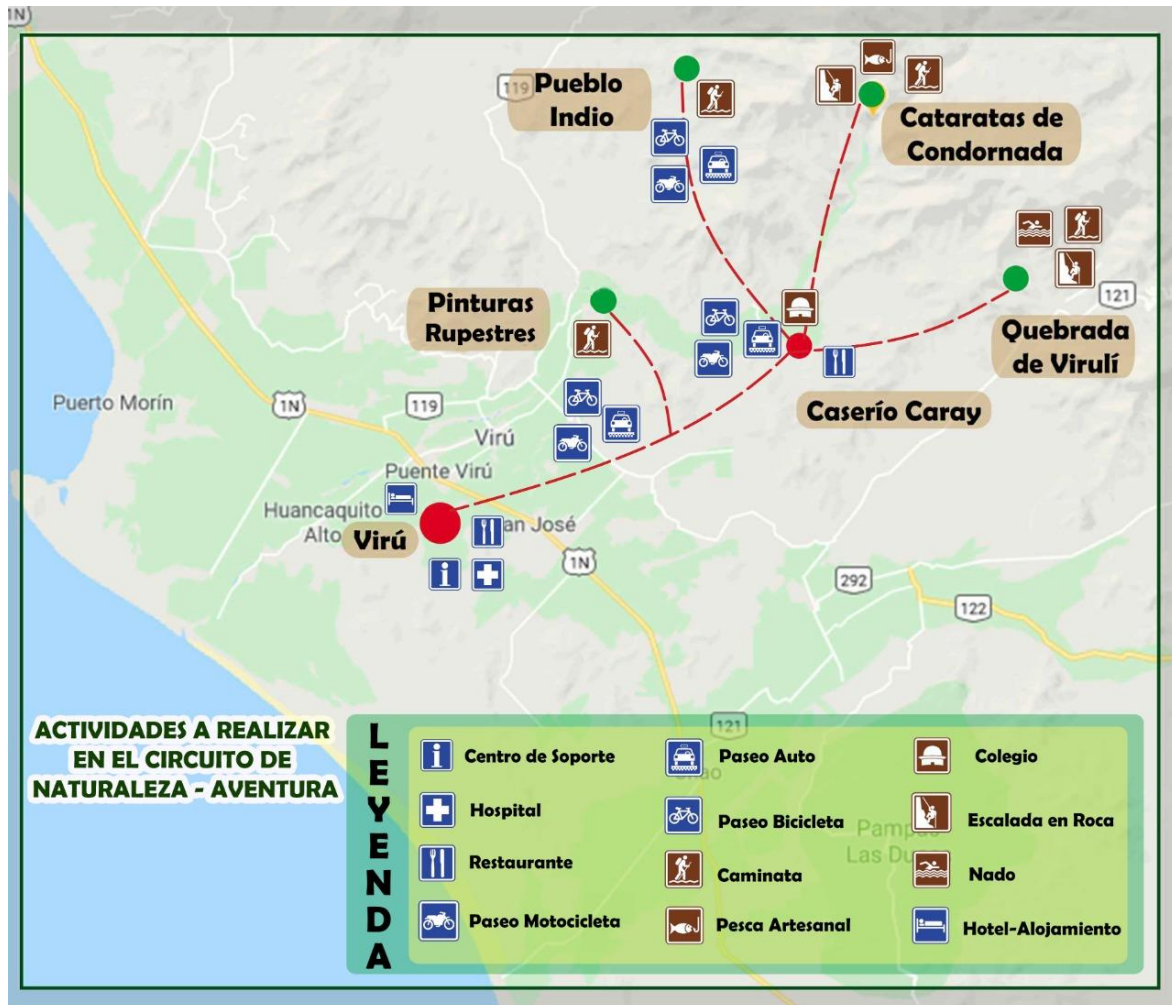 1N
119
Pueblo
Indio
Cataratas de
Condornada
121
Pinturas
Rupestres
Quebrada
de Virulí
Puerto Morín
1N
119
Caserío Caray
Virú
Puente Virú
Huancaquito
Alto
Virú
an José
1N
292
122
ACTIVIDADES A REALIZAR
EN EL CIRCUITO DE
NATURALEZA - AVENTURA
121
LEYENDA
Centro de Soporte
Paseo Auto
Colegio
Hospital
Paseo Bicicleta
Escalada en Roca
Las
Restaurante
Caminata
Nado
Paseo Motocicleta
Pesca Artesanal
Hotel-Alojamiento